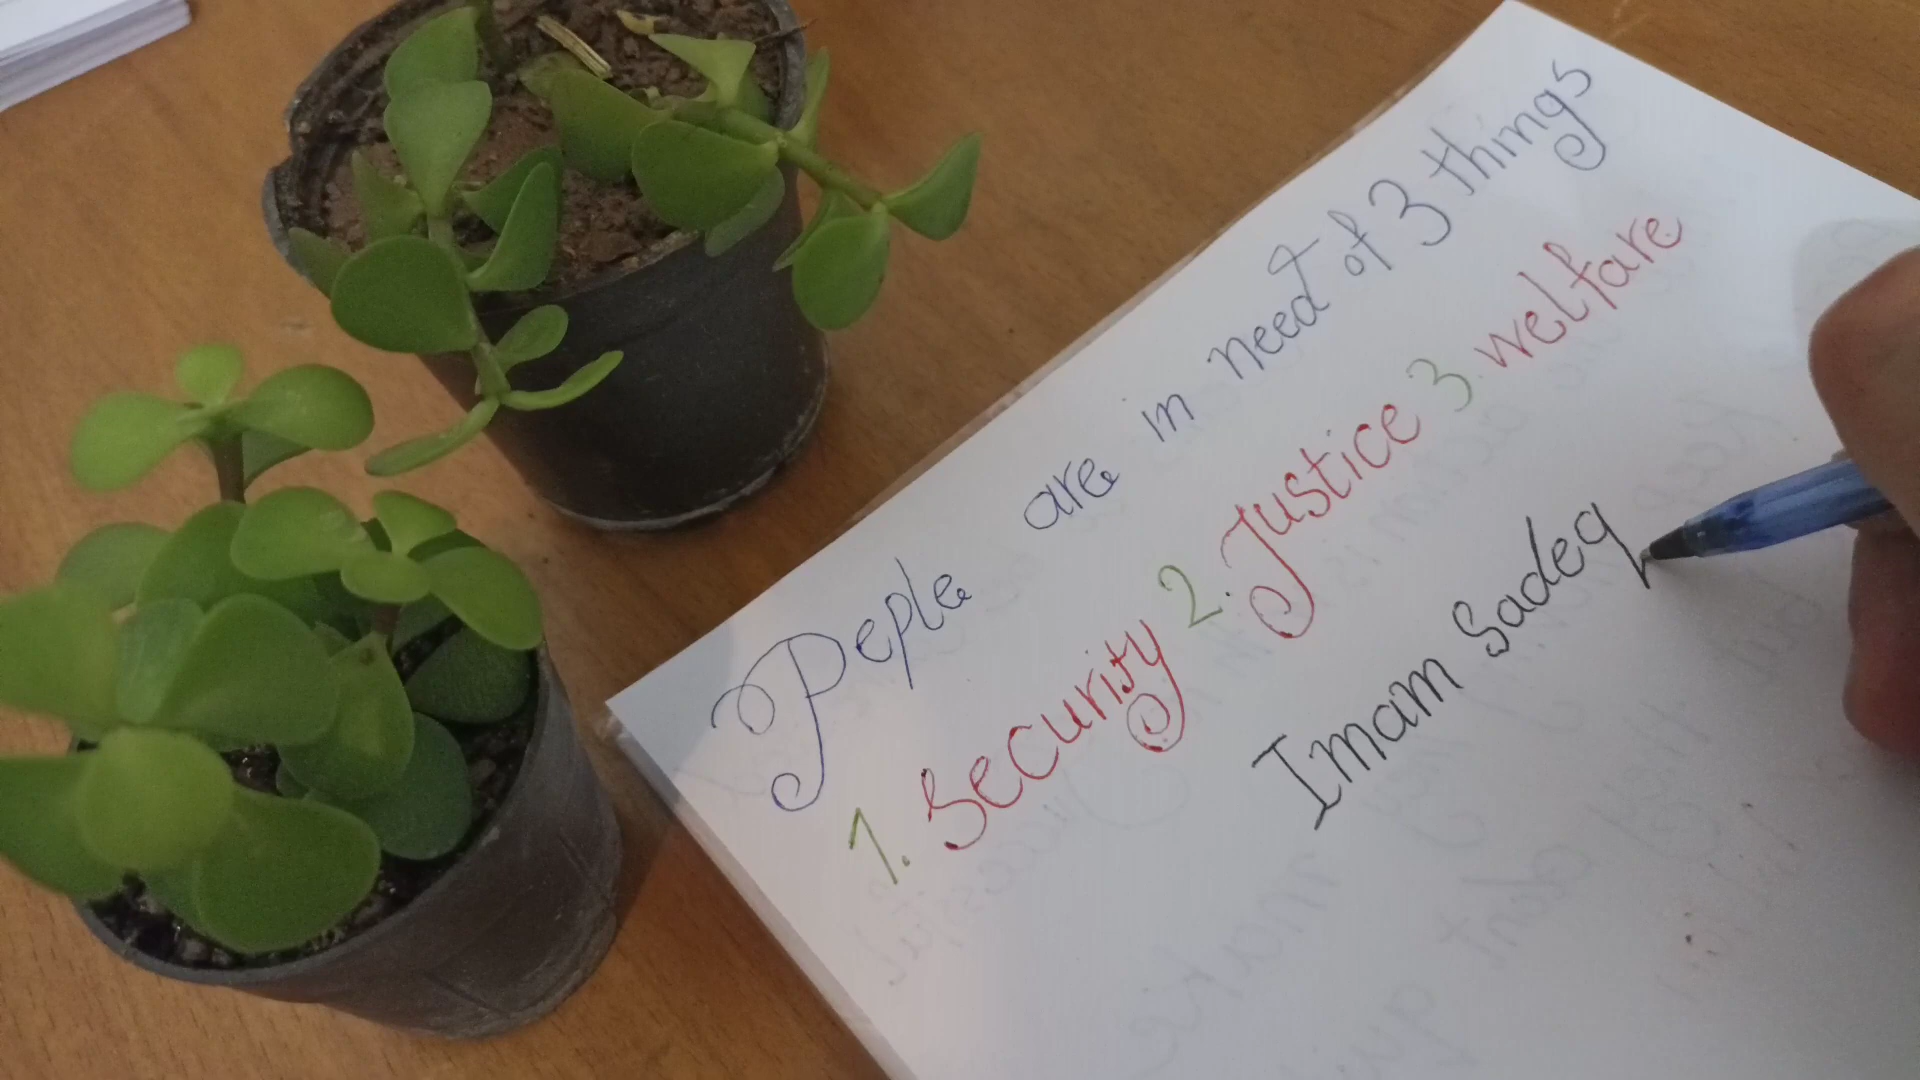 Peple are in need of 3 things
1. Security 2. Justice 3. welfare
Imam Sadeq